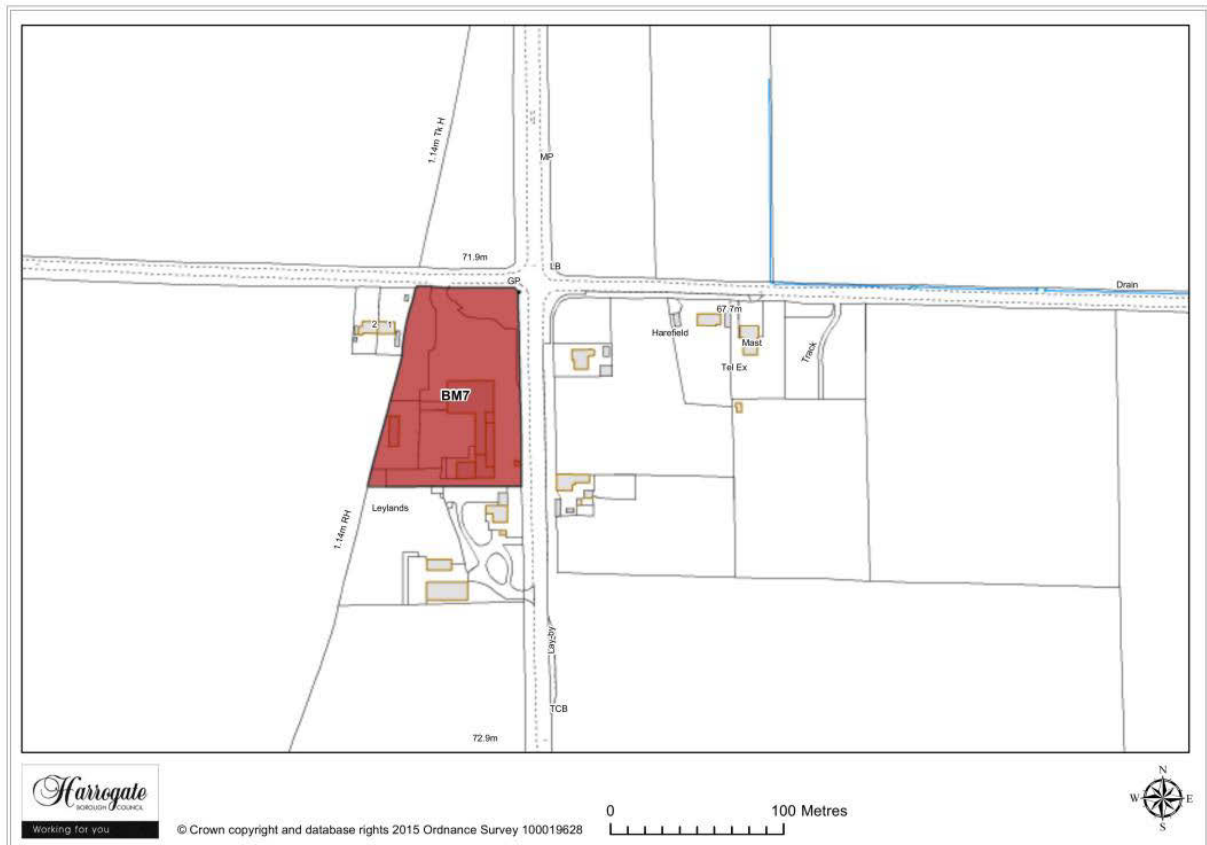 1.14m Tk H
MP
71.9m
LB
GP
Drain
2 1
67.7m
Harefield
Mast
Track
Tel Ex
BM7
Leylands
1.14m RH
Lay-by
TCB
72.9m
Harrogate
BOROUGH COUNCIL
Working for you
© Crown copyright and database rights 2015 Ordnance Survey 100019628
0 100 Metres
N
W E
S